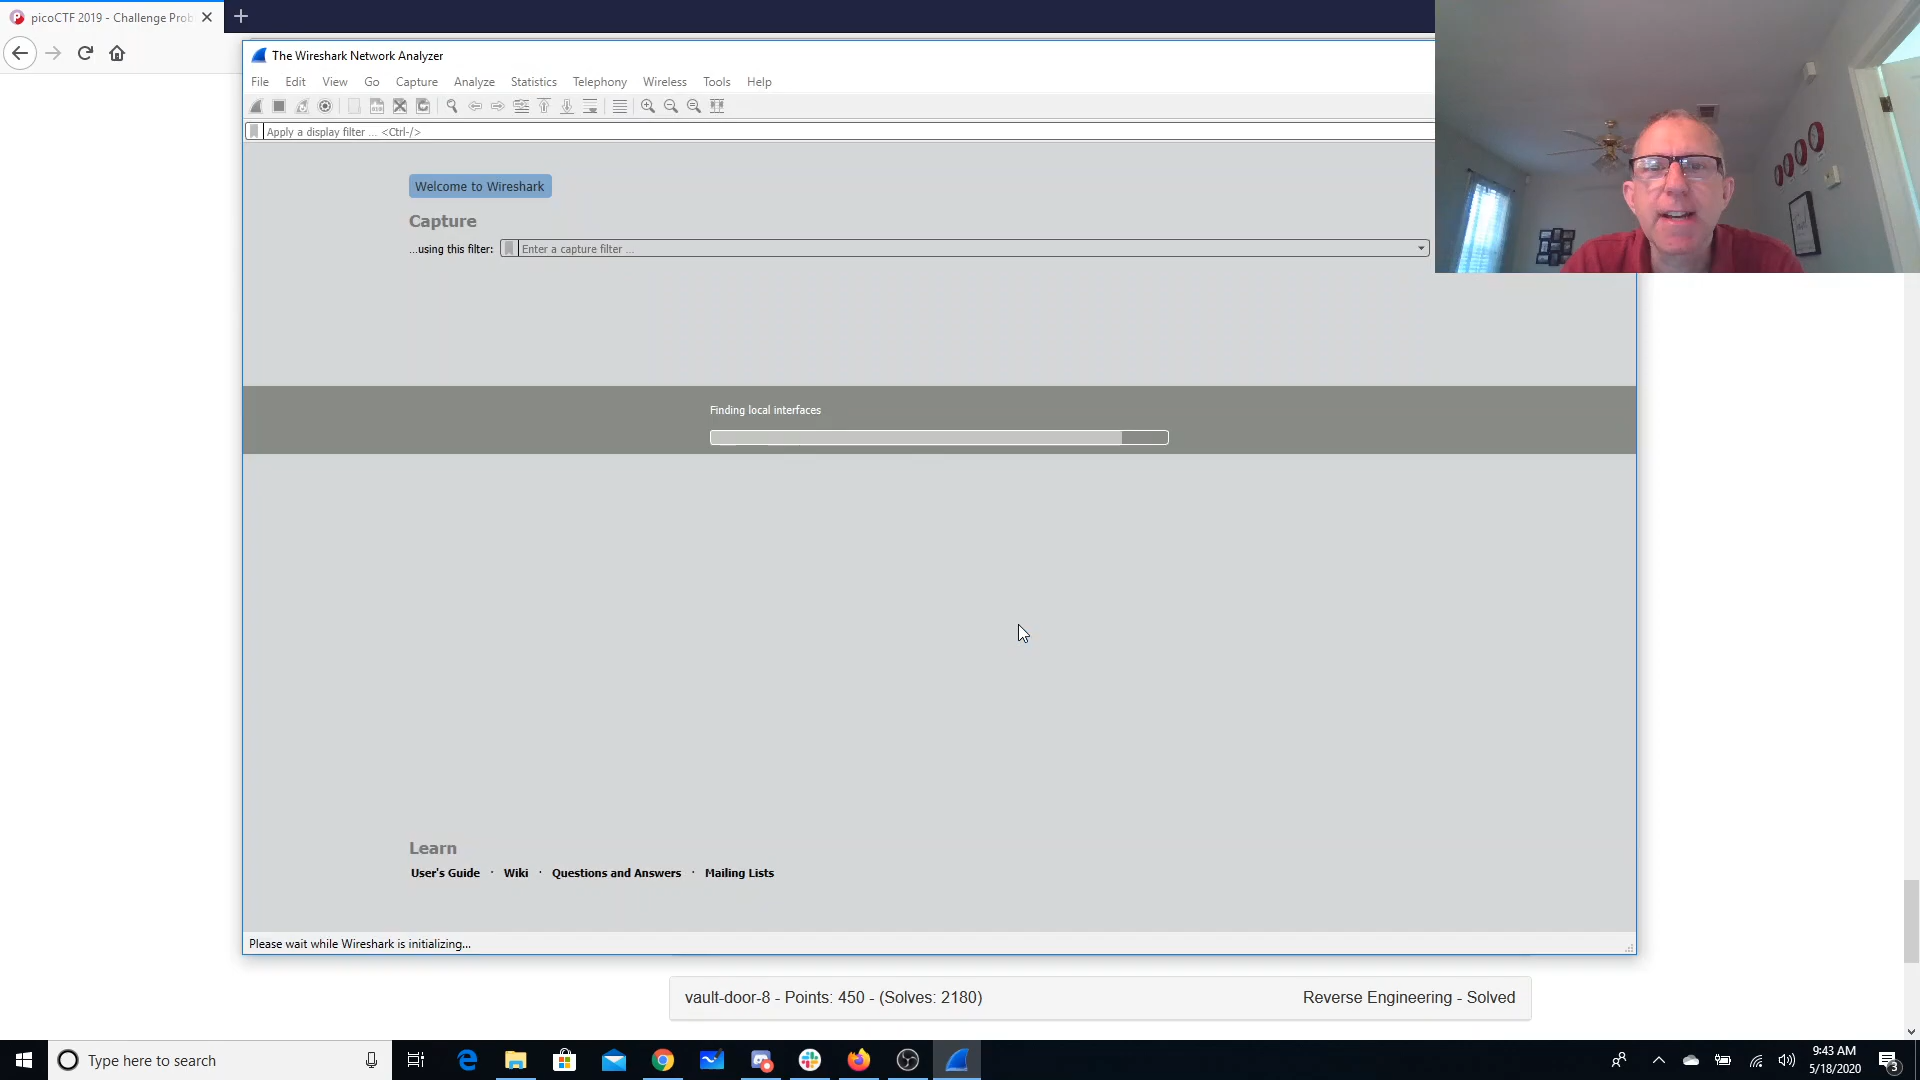 picoCTF 2019 - Challenge Prob
The Wireshark Network Analyzer
File Edit View Go Capture Analyze Statistics Telephony Wireless Tools Help
Apply a display filter ... <Ctrl-/>
Welcome to Wireshark
Capture
...using this filter: Enter a capture filter ...
Finding local interfaces
Learn
User's Guide · Wiki · Questions and Answers · Mailing Lists
Please wait while Wireshark is initializing...
vault-door-8 - Points: 450 - (Solves: 2180) Reverse Engineering - Solved
Type here to search
9:43 AM
5/18/2020
3